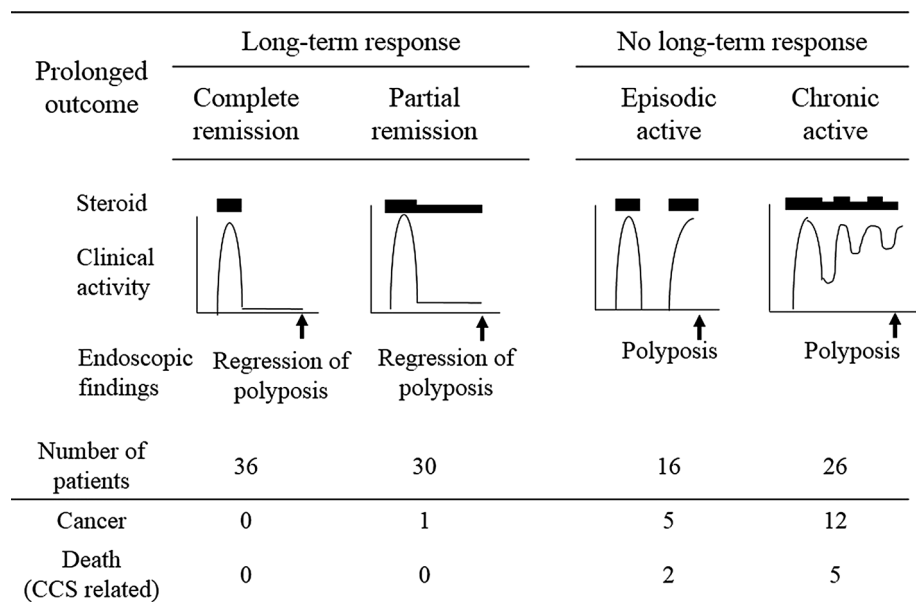 Prolonged outcome
Long-term response
No long-term response
Complete remission
Partial remission
Episodic active
Chronic active
Steroid
Clinical activity
Endoscopic findings
Regression of polyposis
Regression of polyposis
Polyposis
Polyposis
Number of patients
36 30 16 26
Cancer 0 1 5 12
Death (CCS related) 0 0 2 5